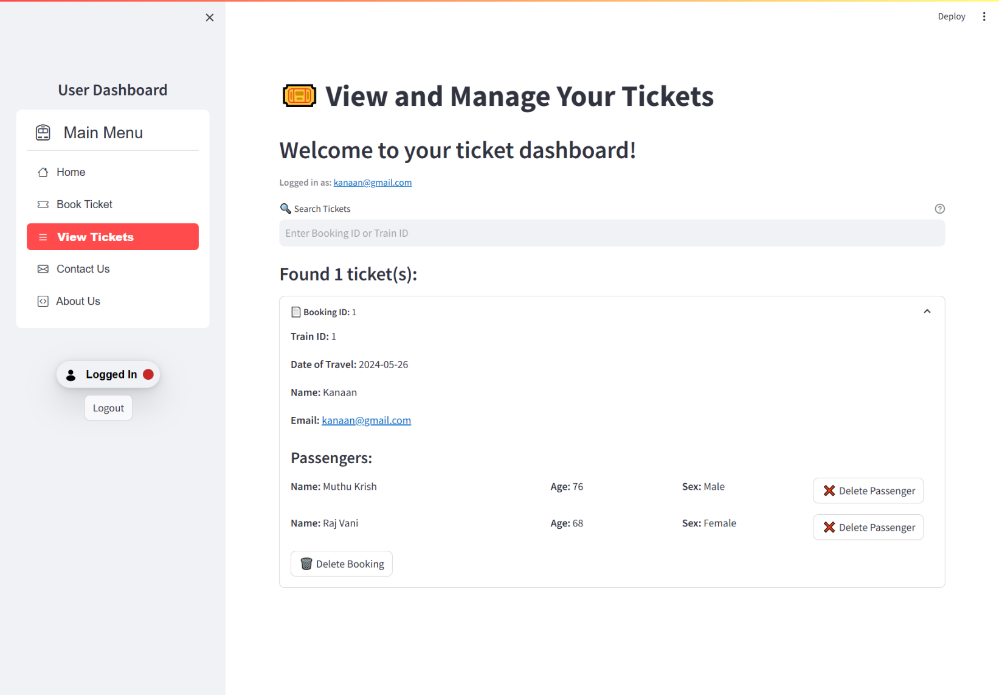 Deploy
User Dashboard
Main Menu
Home
Book Ticket
View Tickets
Contact Us
About Us
Logged In
Logout
View and Manage Your Tickets
Welcome to your ticket dashboard!
Logged in as: kanaan@gmail.com
Search Tickets
Enter Booking ID or Train ID
Found 1 ticket(s):
Booking ID: 1
Train ID: 1
Date of Travel: 2024-05-26
Name: Kanaan
Email: kanaan@gmail.com
Passengers:
Name: Muthu Krish Age: 76 Sex: Male Delete Passenger
Name: Raj Vani Age: 68 Sex: Female Delete Passenger
Delete Booking